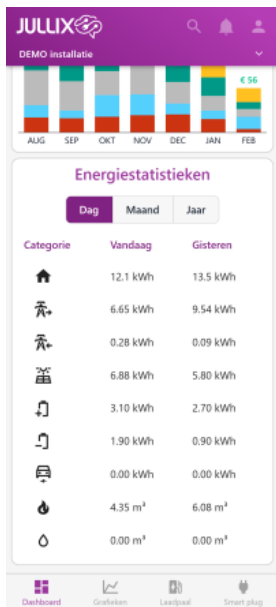 JULLIX
DEMO installatie
€ 56
AUG SEP OKT NOV DEC JAN FEB
Energiestatistieken
Dag Maand Jaar
Categorie Vandaag Gisteren
12.1 kWh 13.5 kWh
6.65 kWh 9.54 kWh
0.28 kWh 0.09 kWh
6.88 kWh 5.80 kWh
3.10 kWh 2.70 kWh
1.90 kWh 0.90 kWh
0.00 kWh 0.00 kWh
4.35 m³ 6.08 m³
0.00 m³ 0.00 m³
Dashboard Grafieken Laadpaal Smart plug